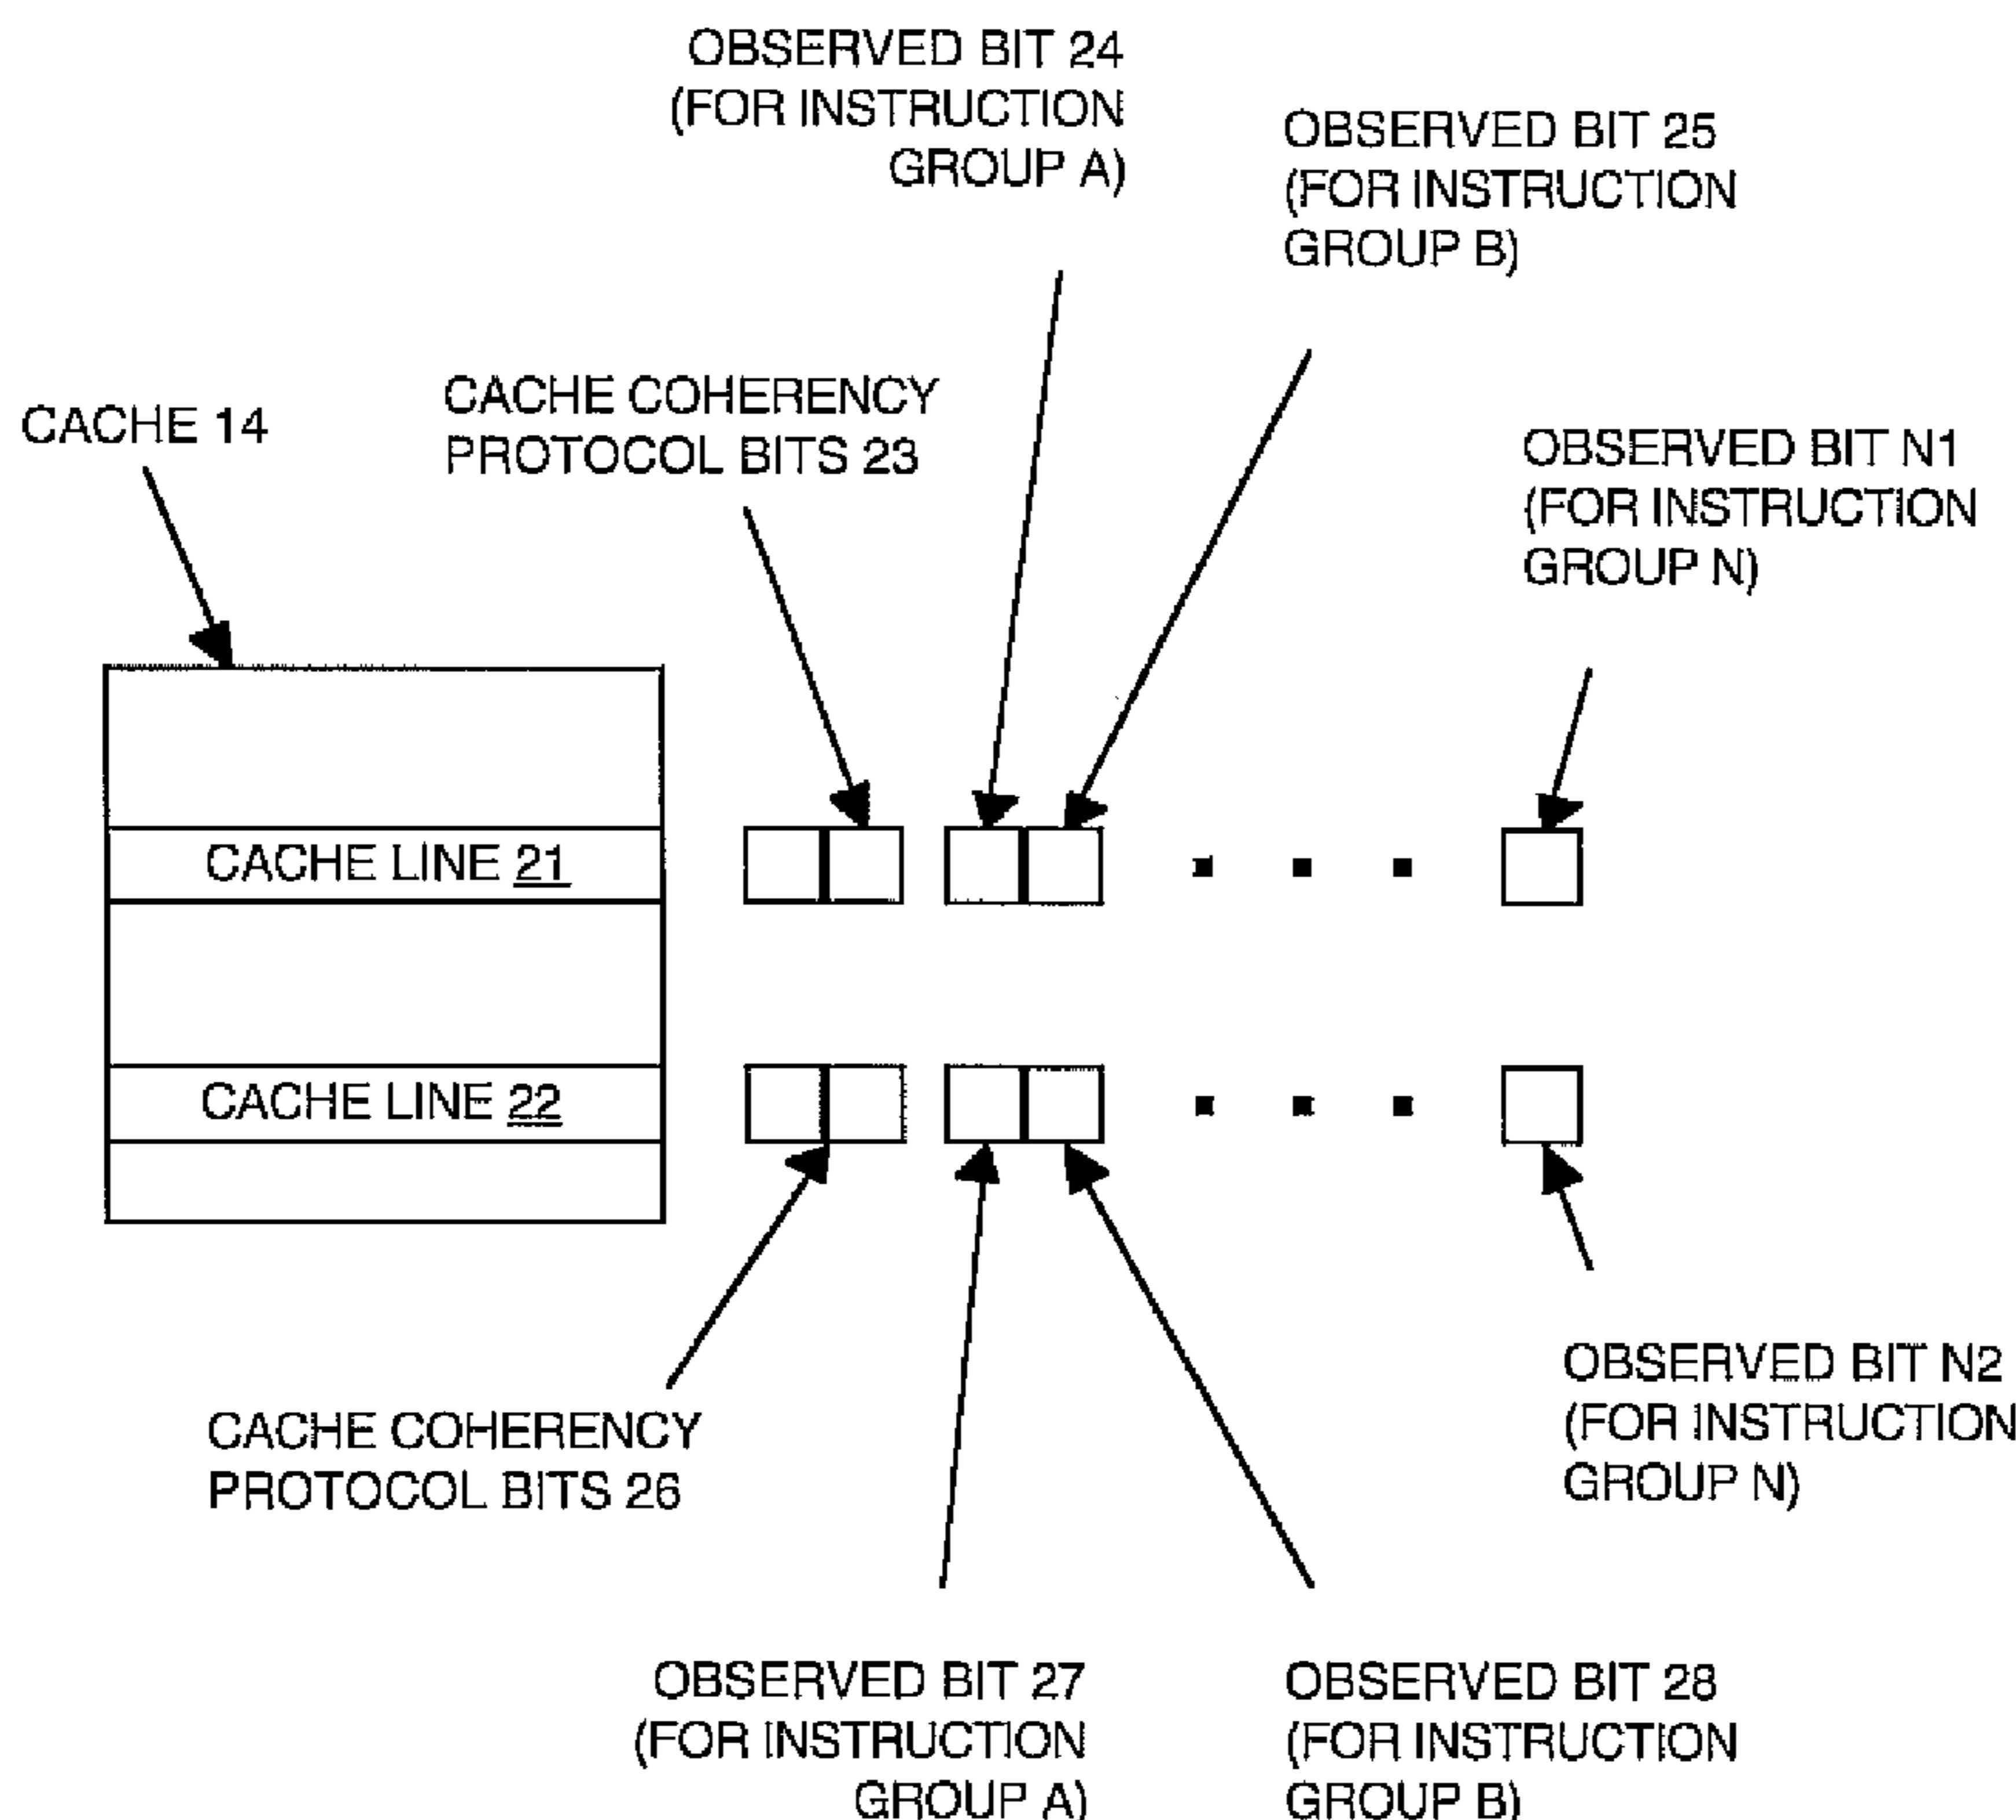 OBSERVED BIT 24
(FOR INSTRUCTION
GROUP A)
OBSERVED BIT 25
(FOR INSTRUCTION
GROUP B)
CACHE COHERENCY
PROTOCOL BITS 23
CACHE 14
OBSERVED BIT N1
(FOR INSTRUCTION
GROUP N)
CACHE LINE 21
CACHE LINE 22
CACHE COHERENCY
PROTOCOL BITS 26
OBSERVED BIT N2
(FOR INSTRUCTION
GROUP N)
OBSERVED BIT 27
(FOR INSTRUCTION
GROUP A)
OBSERVED BIT 28
(FOR INSTRUCTION
GROUP B)